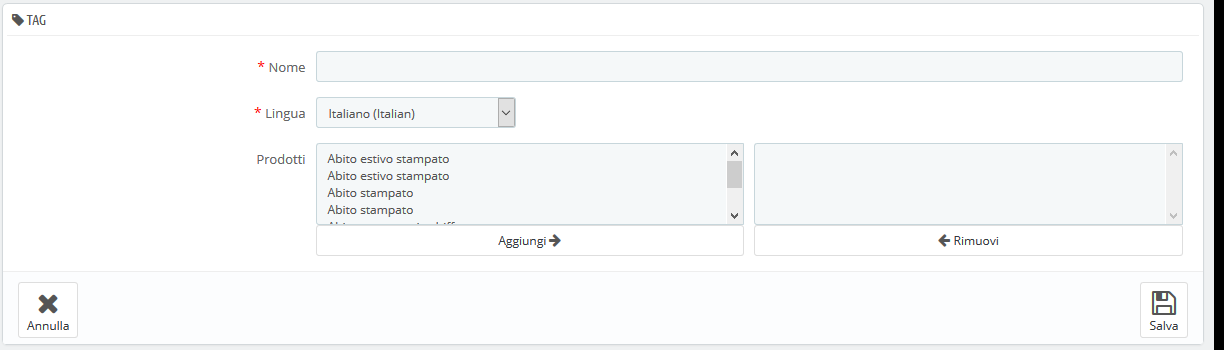 TAG
* Nome
* Lingua
Italiano (Italian)
Prodotti
Abito estivo stampato
Abito estivo stampato
Abito stampato
Abito stampato
Aggiungi
Rimuovi
Annulla
Salva